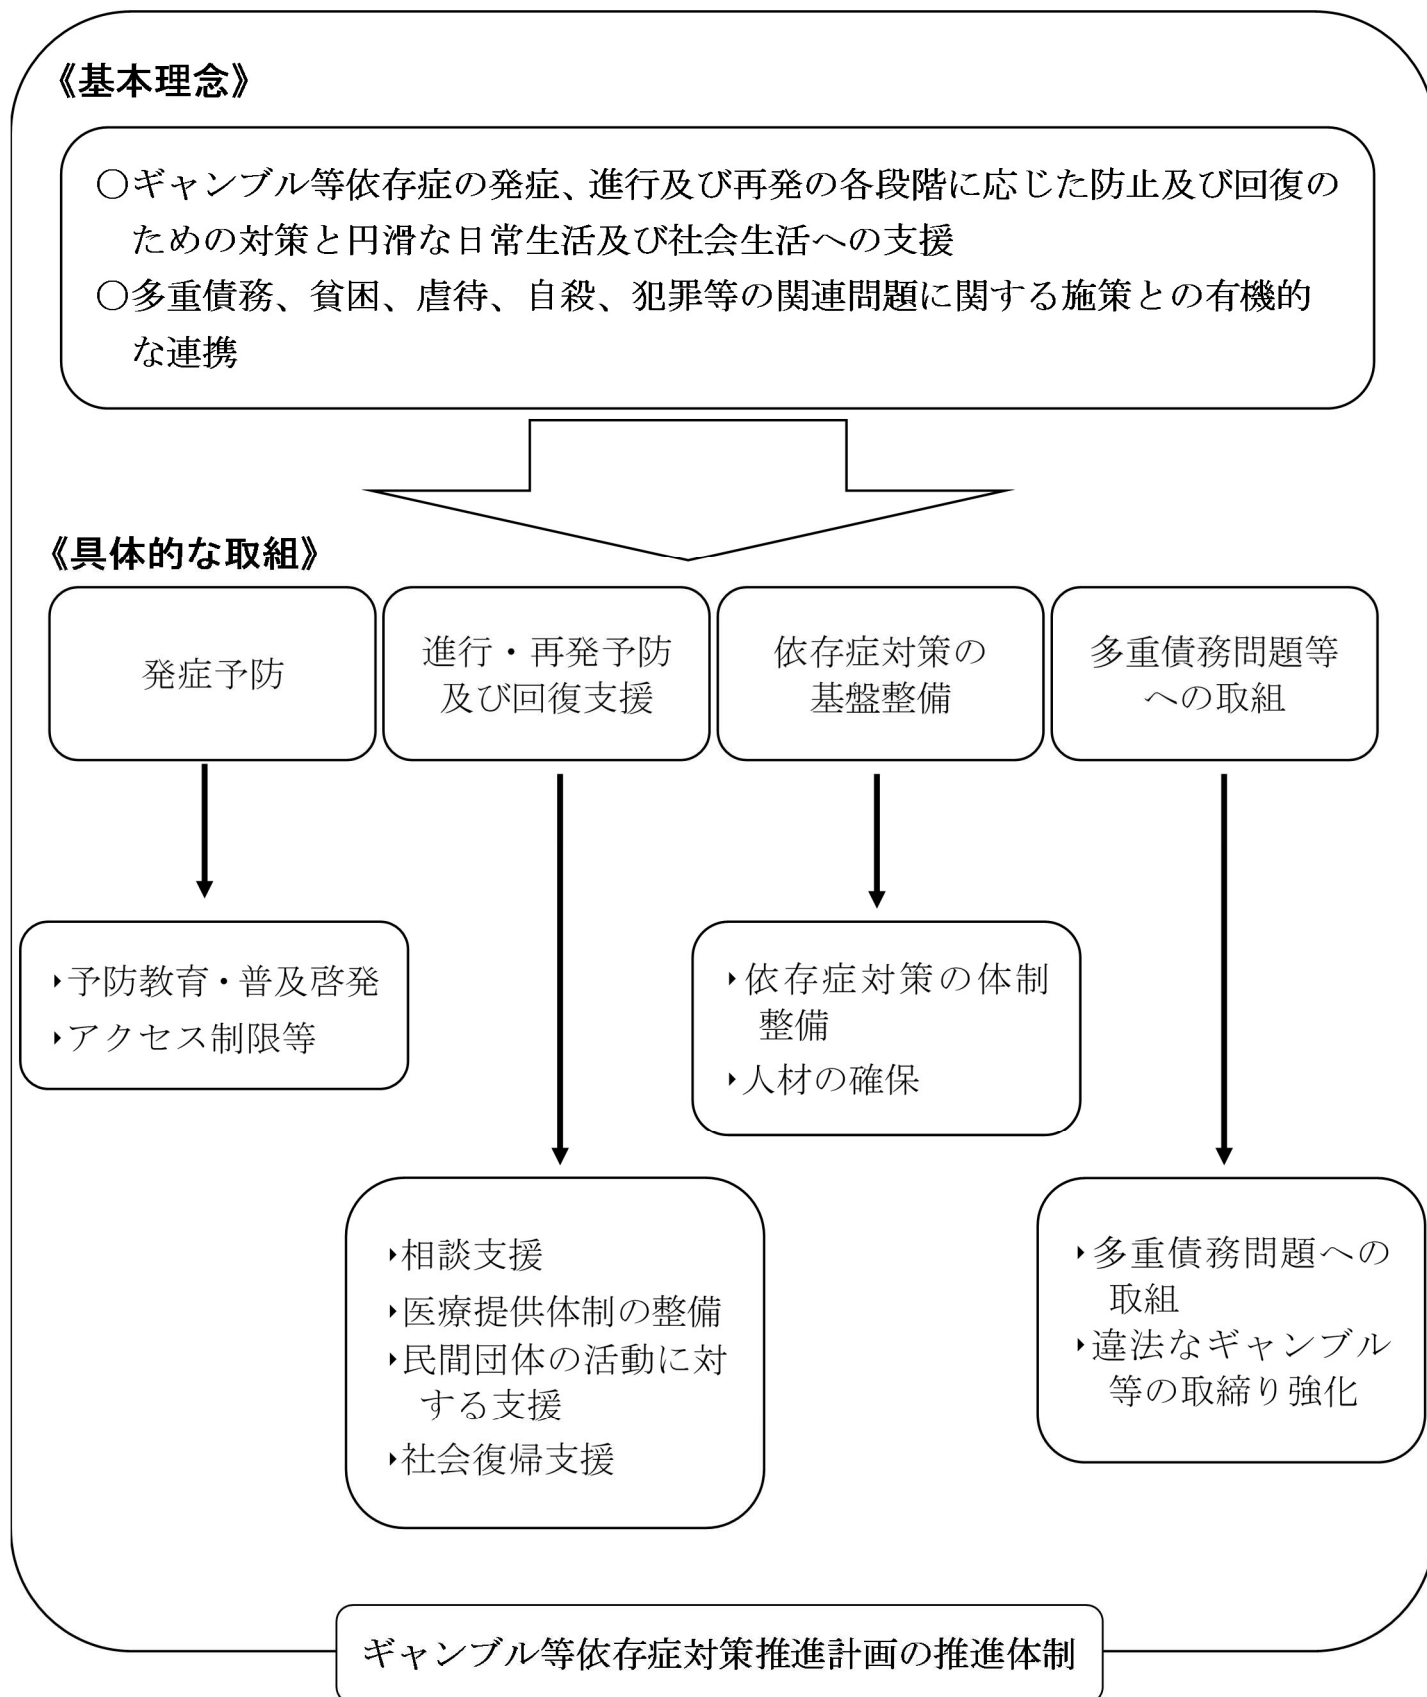 《基本理念》
○ギャンブル等依存症の発症、進行及び再発の各段階に応じた防止及び回復の
ための対策と円滑な日常生活及び社会生活への支援
○多重債務、貧困、虐待、自殺、犯罪等の関連問題に関する施策との有機的
な連携
《具体的な取組》
発症予防
進行・再発予防
及び回復支援
依存症対策の
基盤整備
多重債務問題等
への取組
‣予防教育・普及啓発
‣アクセス制限等
‣依存症対策の体制
整備
‣人材の確保
‣相談支援
‣医療提供体制の整備
‣民間団体の活動に対
する支援
‣社会復帰支援
‣多重債務問題への
取組
‣違法なギャンブル
等の取締り強化
ギャンブル等依存症対策推進計画の推進体制